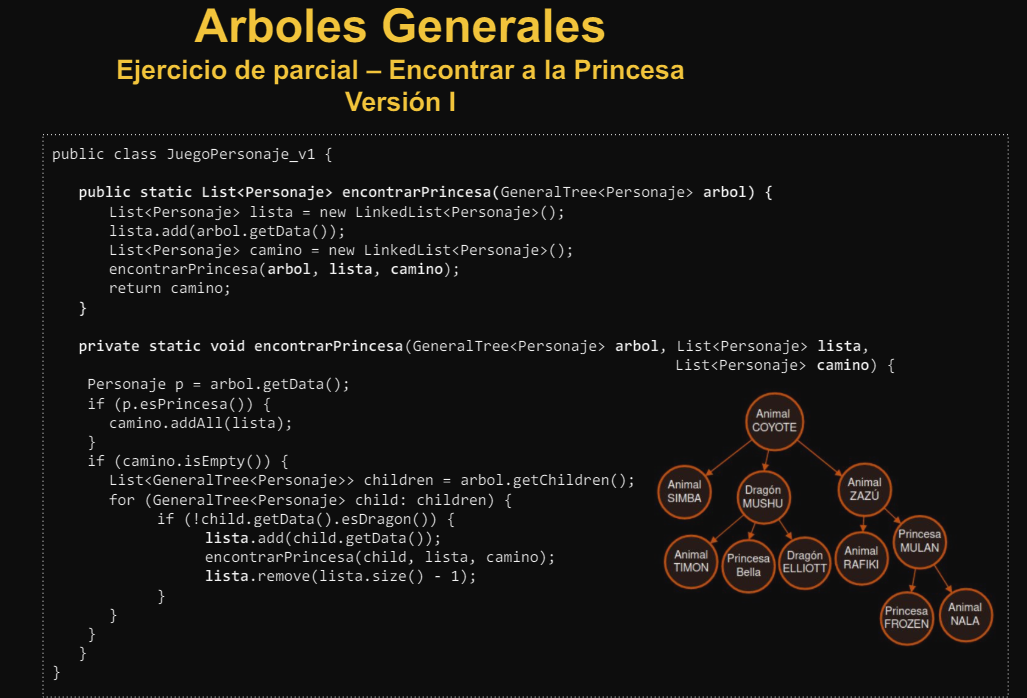 Arboles Generales
Ejercicio de parcial – Encontrar a la Princesa
Versión I
public class JuegoPersonaje_v1 {
public static List<Personaje> encontrarPrincesa(GeneralTree<Personaje> arbol) {
List<Personaje> lista = new LinkedList<Personaje>();
lista.add(arbol.getData());
List<Personaje> camino = new LinkedList<Personaje>();
encontrarPrincesa(arbol, lista, camino);
return camino;
}
private static void encontrarPrincesa(GeneralTree<Personaje> arbol, List<Personaje> lista,
List<Personaje> camino) {
Personaje p = arbol.getData();
if (p.esPrincesa()) {
camino.addAll(lista);
}
if (camino.isEmpty()) {
List<GeneralTree<Personaje>> children = arbol.getChildren();
for (GeneralTree<Personaje> child: children) {
if (!child.getData().esDragon()) {
lista.add(child.getData());
encontrarPrincesa(child, lista, camino);
lista.remove(lista.size() - 1);
}
}
}
}
}
Animal
COYOTE
Animal
SIMBA
Dragón
MUSHU
Animal
ZAZÚ
Animal
TIMON
Princesa
Bella
Dragón
ELLIOTT
Animal
RAFIKI
Princesa
MULAN
Princesa
FROZEN
Animal
NALA